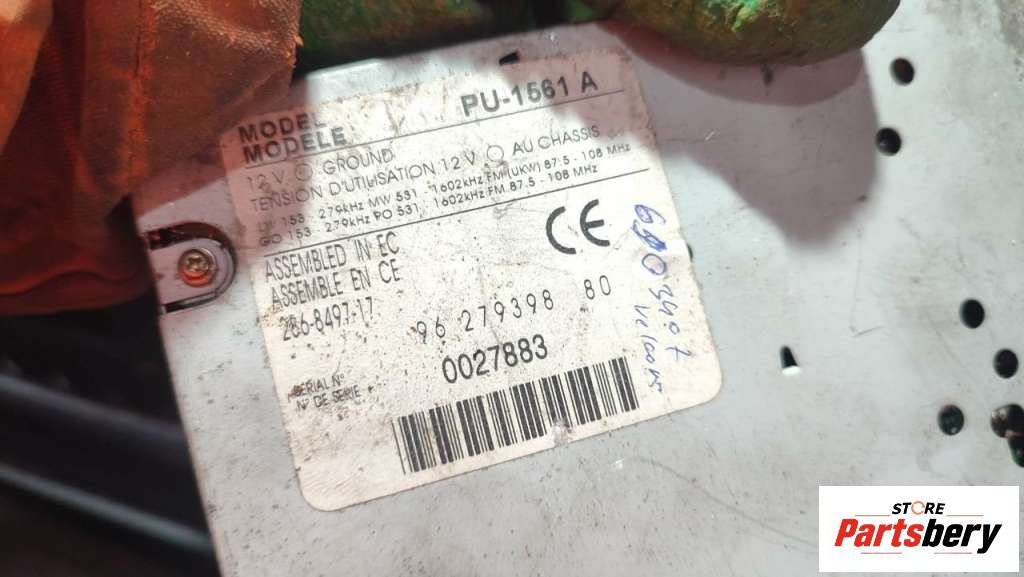 MODEL PU-1561 A
MODELE
12 V GROUND
TENSION D'UTILISATION 12 V AU CHASSIS
LW 153 - 279kHz MW 531 - 1602kHz FM (UKW) 87.5 - 108 MHz
GO 153 - 279kHz PO 531 - 1602kHz FM 87.5 - 108 MHz
ASSEMBLED IN EC
ASSEMBLE EN CE
CE
286-8497-17
96 279398 80
SERIAL N°
N° DE SERIE
0027883
STORE
Partsbery